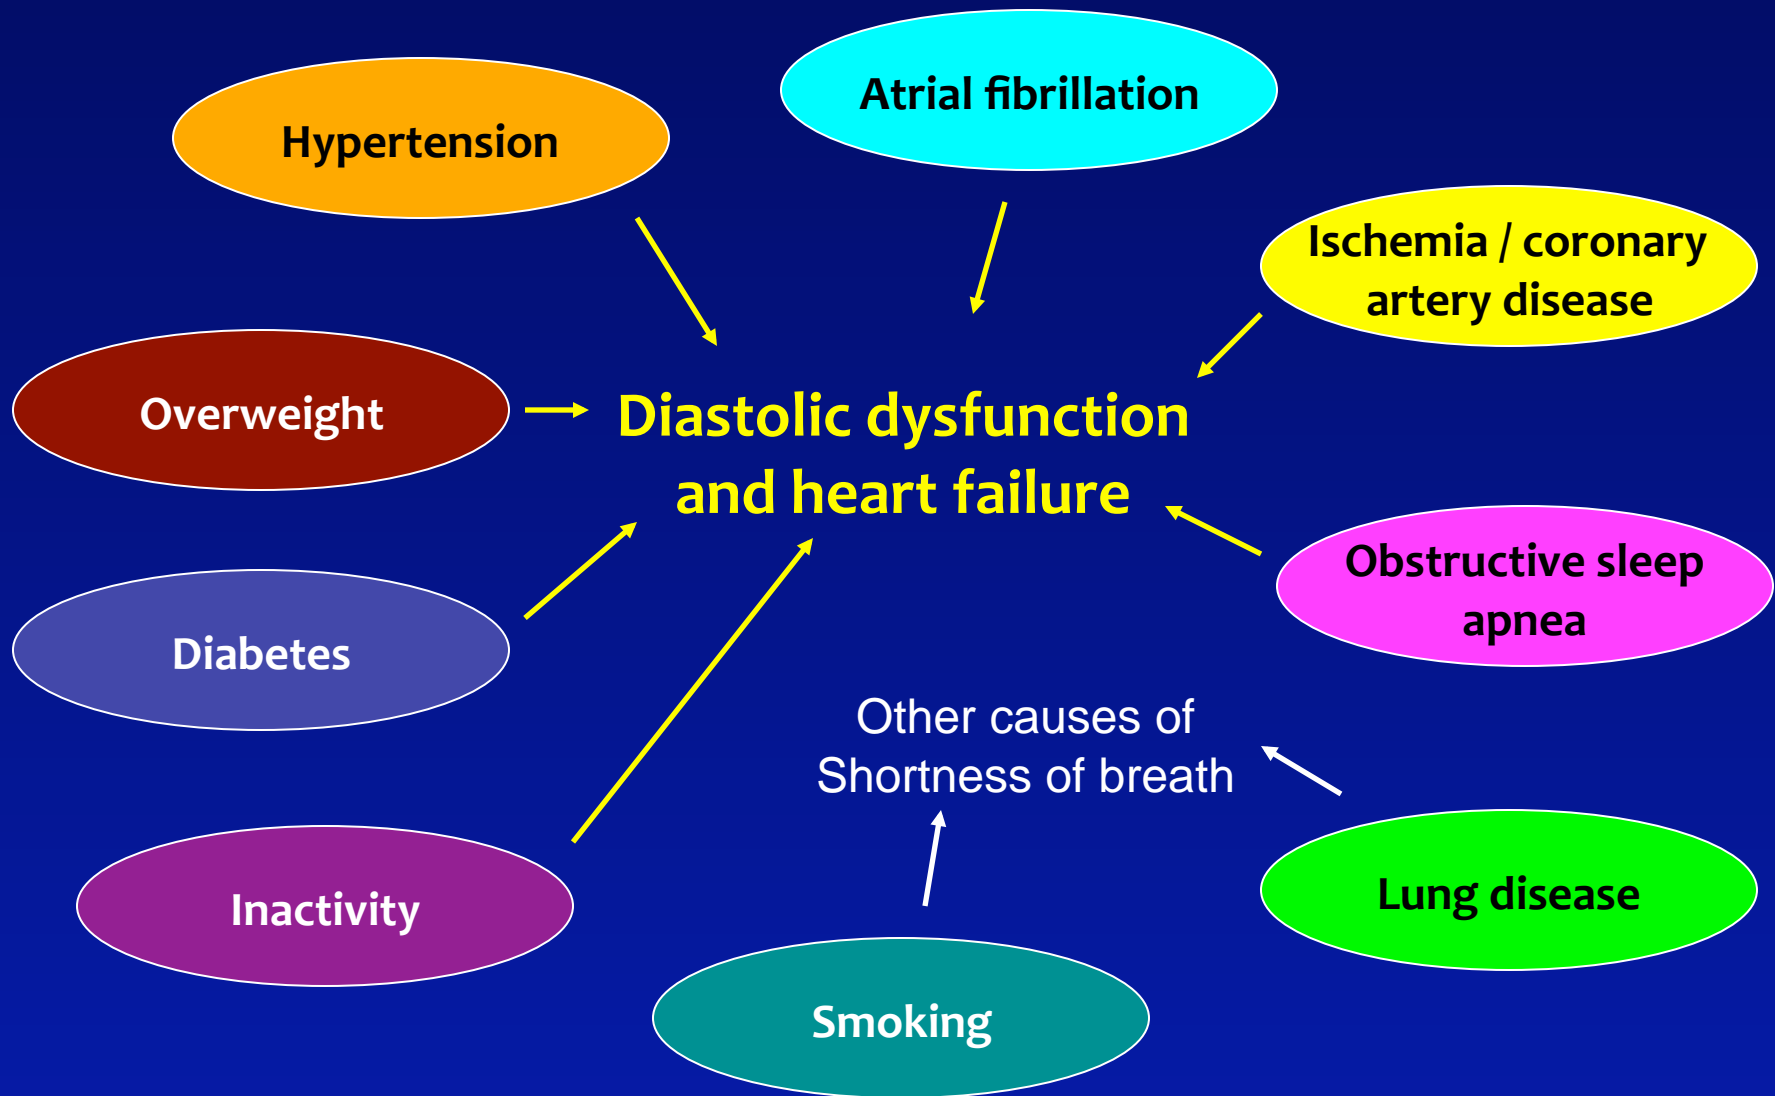 Atrial fibrillation
Hypertension
Ischemia / coronary
artery disease
Overweight
Diastolic dysfunction
and heart failure
Obstructive sleep
apnea
Diabetes
Other causes of
Shortness of breath
Inactivity
Lung disease
Smoking